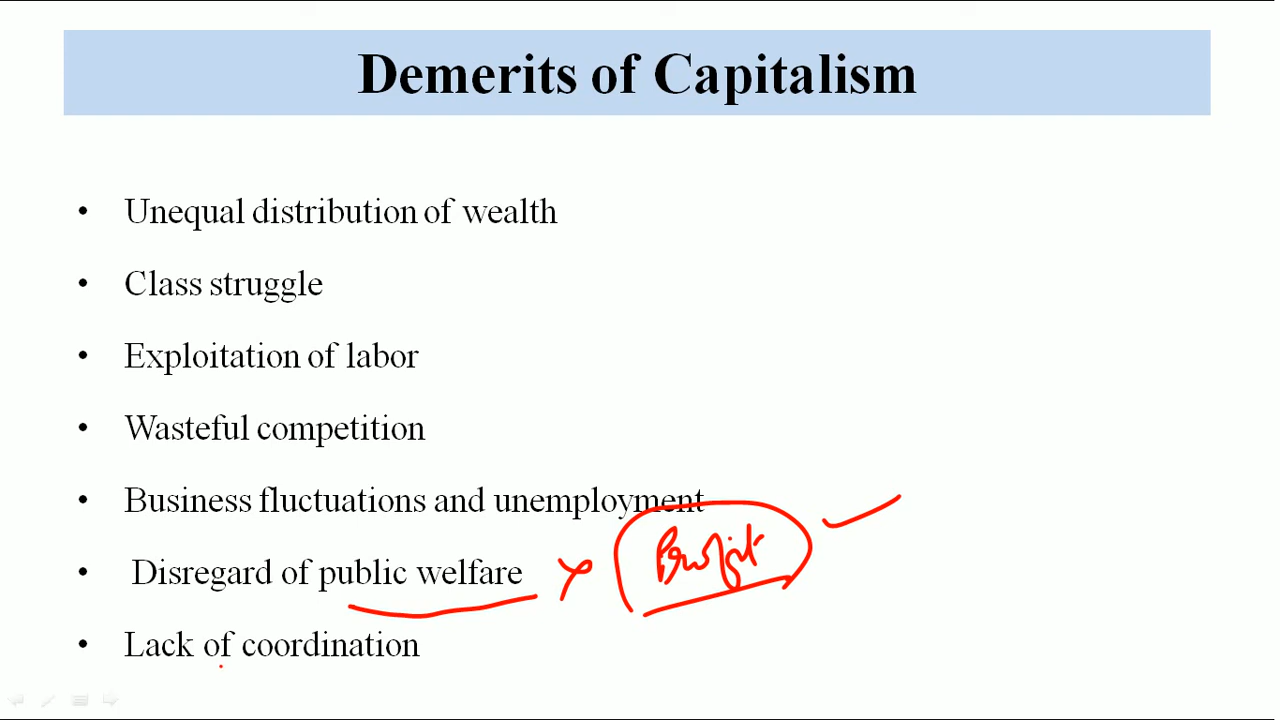 Demerits of Capitalism
• Unequal distribution of wealth
• Class struggle
• Exploitation of labor
• Wasteful competition
• Business fluctuations and unemployment
• Disregard of public welfare Profit
• Lack of coordination